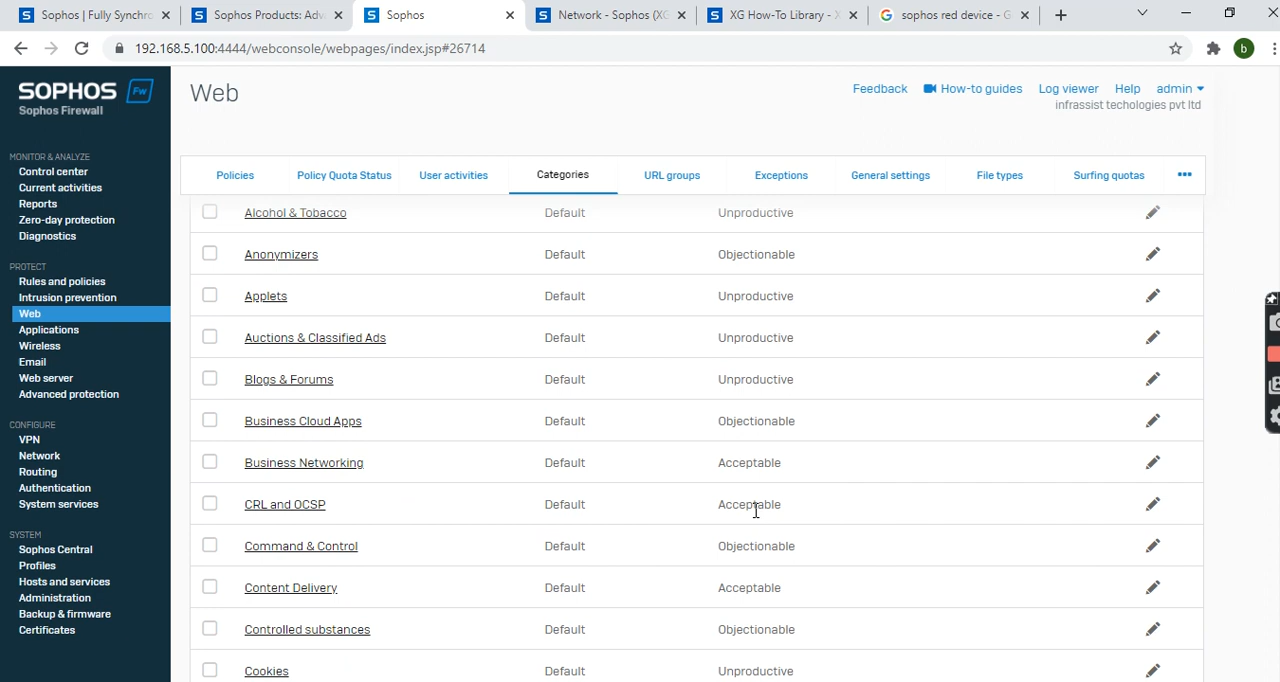 Sophos | Fully Synchro
Sophos Products: Adv
Sophos
Network - Sophos (XG
XG How-To Library - X
sophos red device - G
192.168.5.100:4444/webconsole/webpages/index.jsp#26714
b
SOPHOS Fw
Sophos Firewall
MONITOR & ANALYZE
Control center
Current activities
Reports
Zero-day protection
Diagnostics
PROTECT
Rules and policies
Intrusion prevention
Web
Applications
Wireless
Email
Web server
Advanced protection
CONFIGURE
VPN
Network
Routing
Authentication
System services
SYSTEM
Sophos Central
Profiles
Hosts and services
Administration
Backup & firmware
Certificates
Web
Feedback How-to guides Log viewer Help admin
infrassist techologies pvt ltd
Policies Policy Quota Status User activities Categories URL groups Exceptions General settings File types Surfing quotas •••
Alcohol & Tobacco Default Unproductive
Anonymizers Default Objectionable
Applets Default Unproductive
Auctions & Classified Ads Default Unproductive
Blogs & Forums Default Unproductive
Business Cloud Apps Default Objectionable
Business Networking Default Acceptable
CRL and OCSP Default Acceptable
Command & Control Default Objectionable
Content Delivery Default Acceptable
Controlled substances Default Objectionable
Cookies Default Unproductive